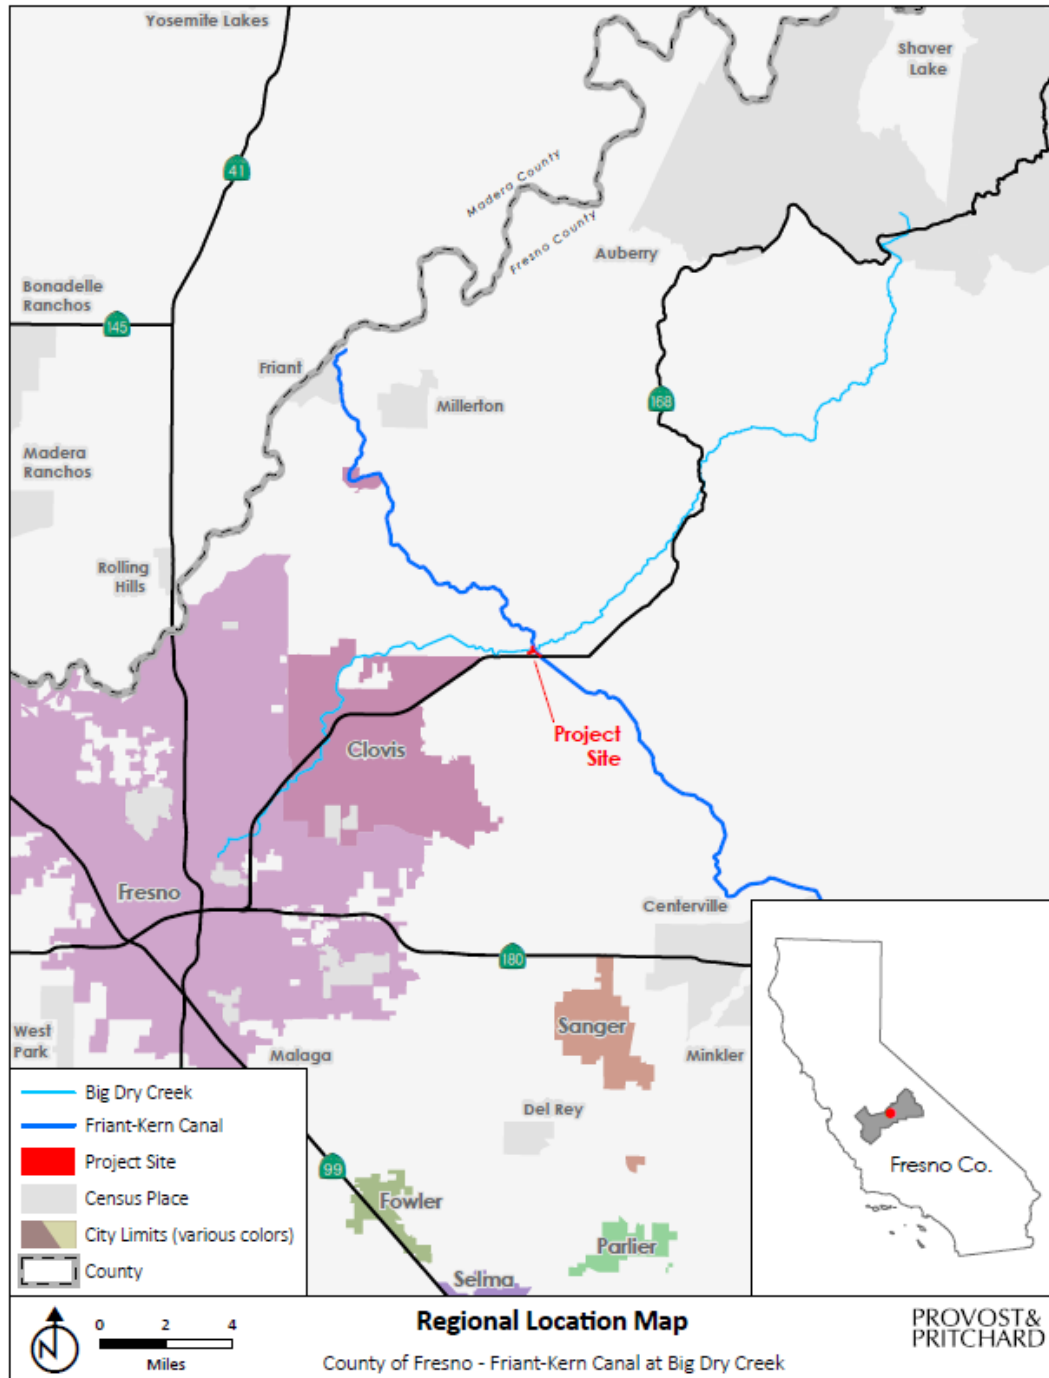 Yosemite Lakes
Shaver
Lake
41
Madera County
Fresno County
Auberry
Bonadelle
Ranchos
145
Friant
Millerton
168
Madera
Ranchos
Rolling
Hills
Project
Site
Clovis
Fresno
Centerville
180
West
Park
Malaga
Sanger
Minkler
Del Rey
99
Fowler
Parlier
Selma
Fresno Co.
Big Dry Creek
Friant-Kern Canal
Project Site
Census Place
City Limits (various colors)
County
N
0 2 4
Miles
Regional Location Map
County of Fresno - Friant-Kern Canal at Big Dry Creek
PROVOST&
PRITCHARD